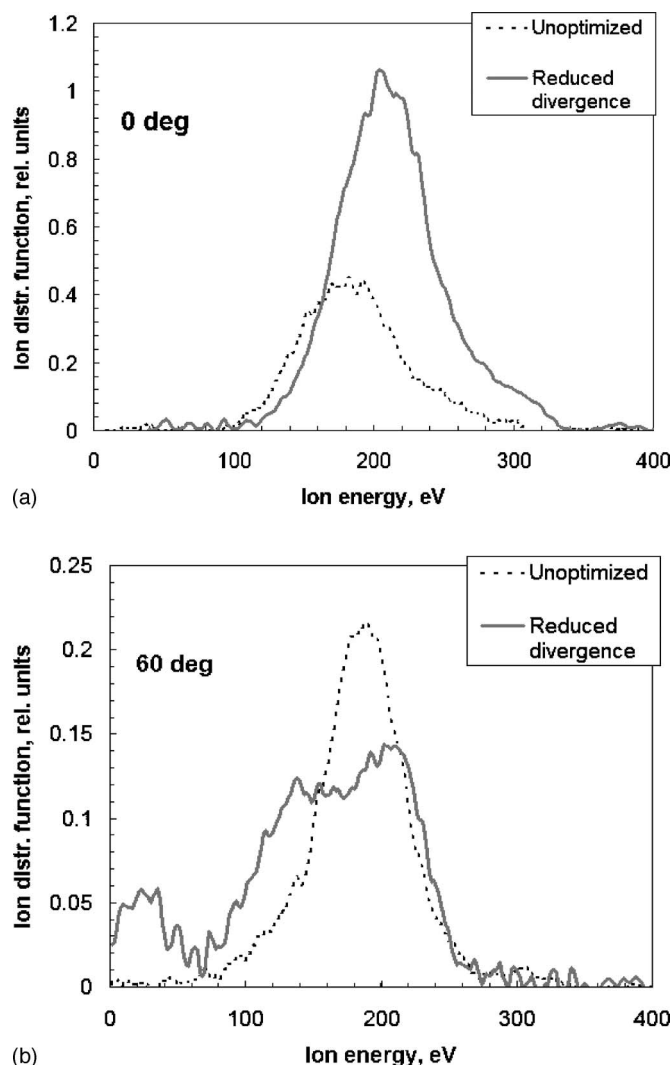 1.2
1
0.8
0.6
0.4
0.2
0
Ion distr. function, rel. units
0 deg
Unoptimized
Reduced
divergence
0 100 200 300 400
Ion energy, eV
(a)
0.25
0.2
0.15
0.1
0.05
0
Ion distr. function, rel. units
60 deg
Unoptimized
Reduced
divergence
0 100 200 300 400
Ion energy, eV
(b)